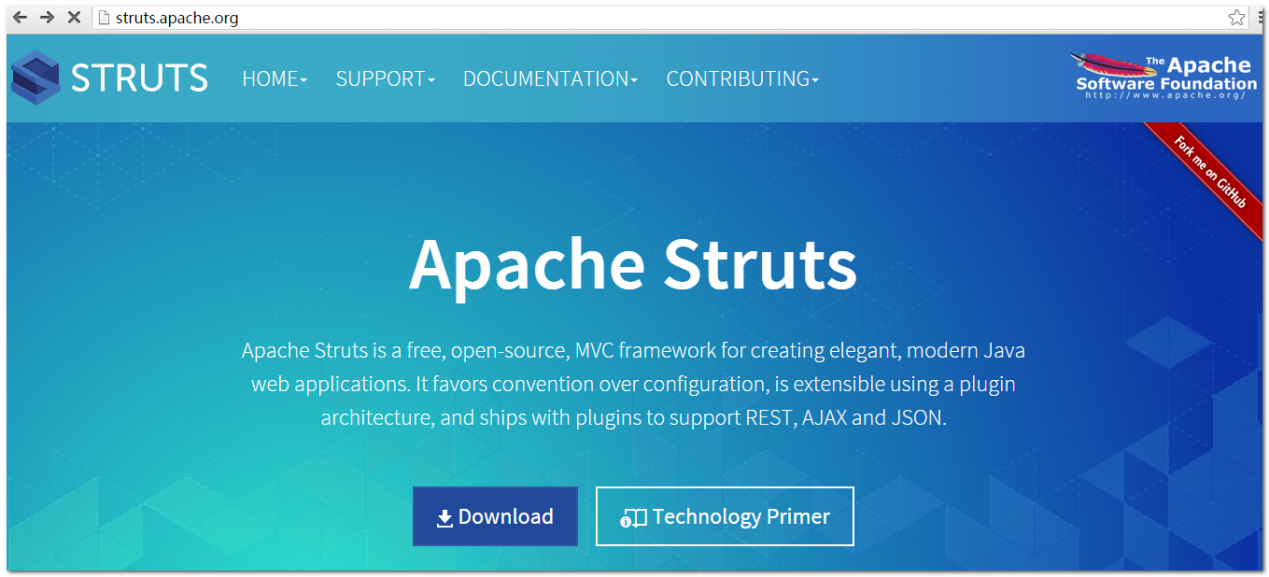 struts.apache.org
STRUTS HOME SUPPORT DOCUMENTATION CONTRIBUTING
The Apache
Software Foundation
http://www.apache.org/
Fork me on GitHub
Apache Struts
Apache Struts is a free, open-source, MVC framework for creating elegant, modern Java
web applications. It favors convention over configuration, is extensible using a plugin
architecture, and ships with plugins to support REST, AJAX and JSON.
Download Technology Primer